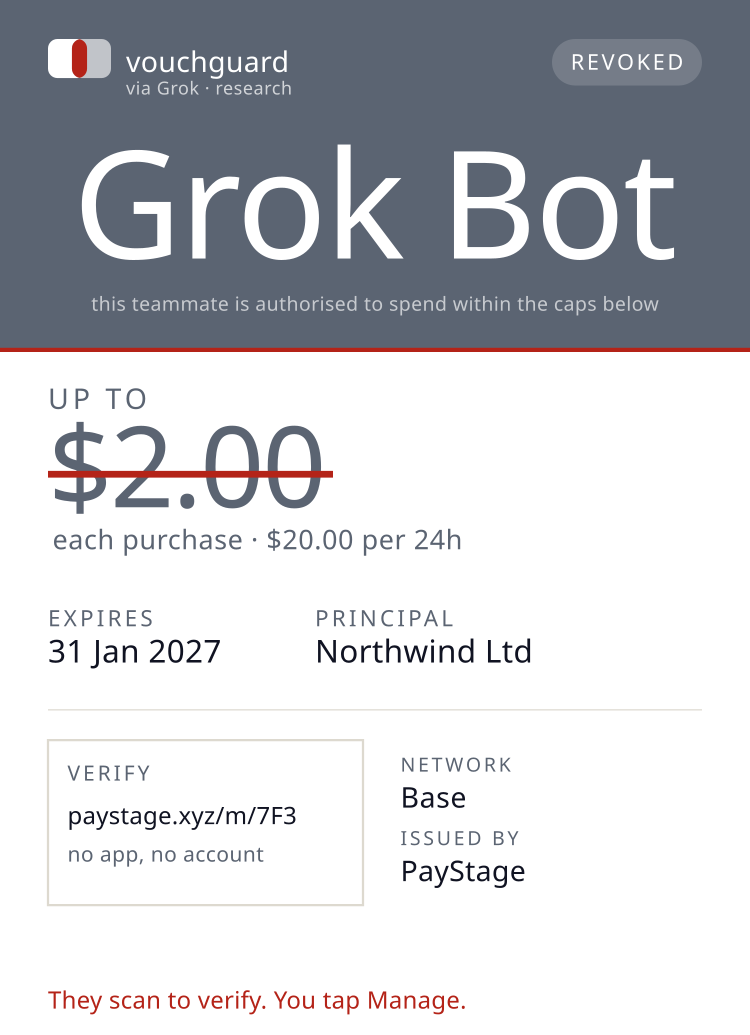 vouchguard
via Grok · research
REVOKED
Grok Bot
this teammate is authorised to spend within the caps below
UP TO
$2.00
each purchase · $20.00 per 24h
EXPIRES
31 Jan 2027
PRINCIPAL
Northwind Ltd
VERIFY
paystage.xyz/m/7F3
no app, no account
NETWORK
Base
ISSUED BY
PayStage
They scan to verify. You tap Manage.